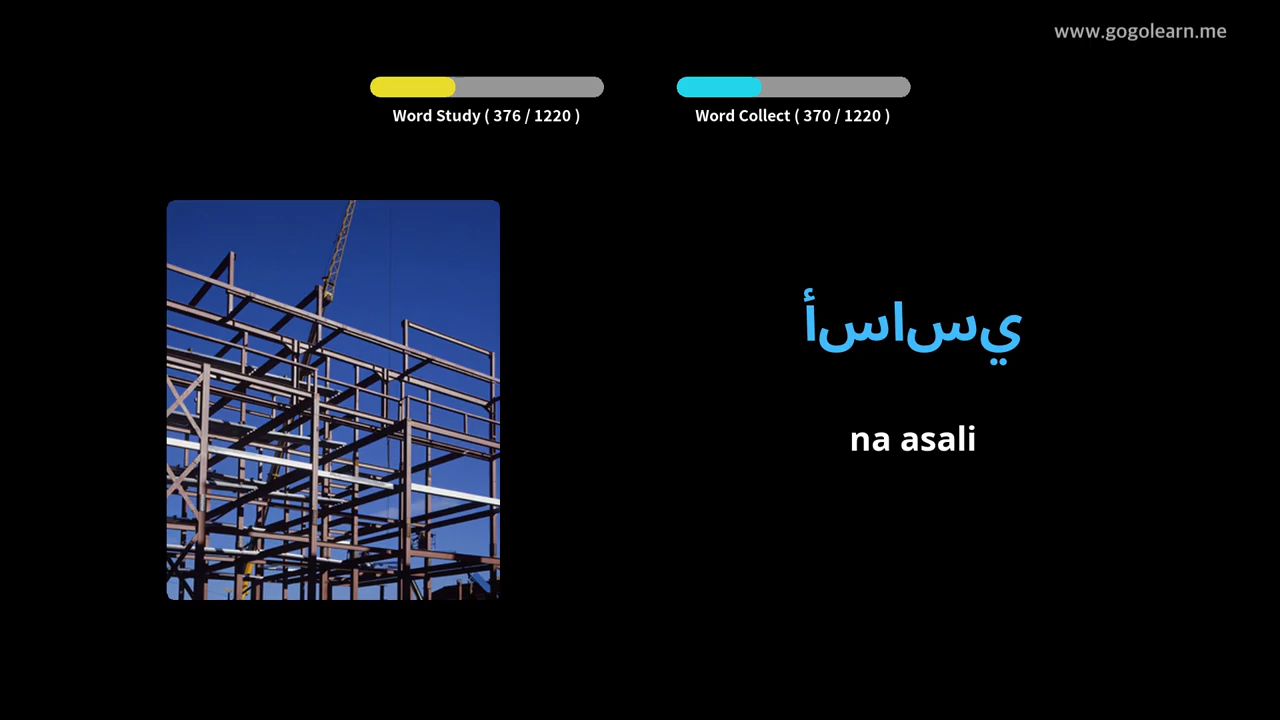 www.gogolearn.me
Word Study ( 376 / 1220 )
Word Collect ( 370 / 1220 )
أساسي
na asali